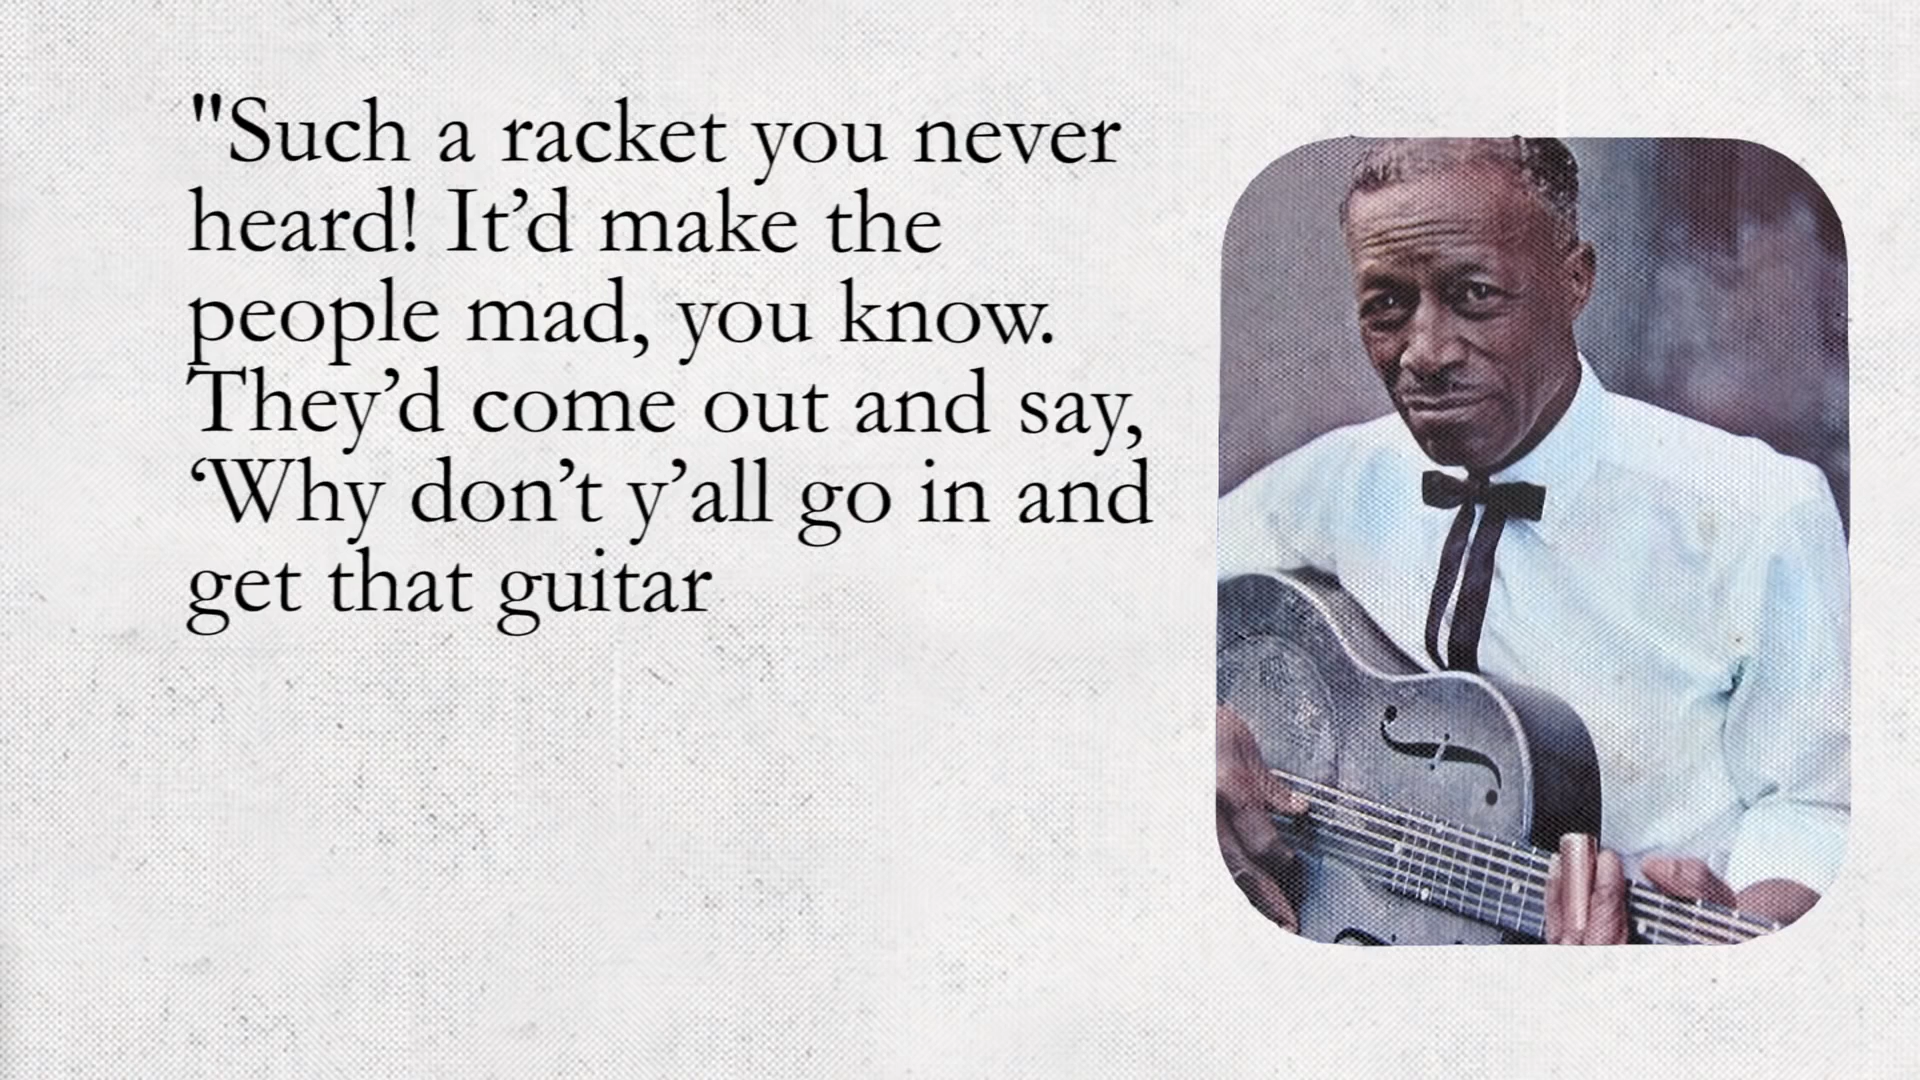 "Such a racket you never
heard! It’d make the
people mad, you know.
They’d come out and say,
‘Why don’t y’all go in and
get that guitar